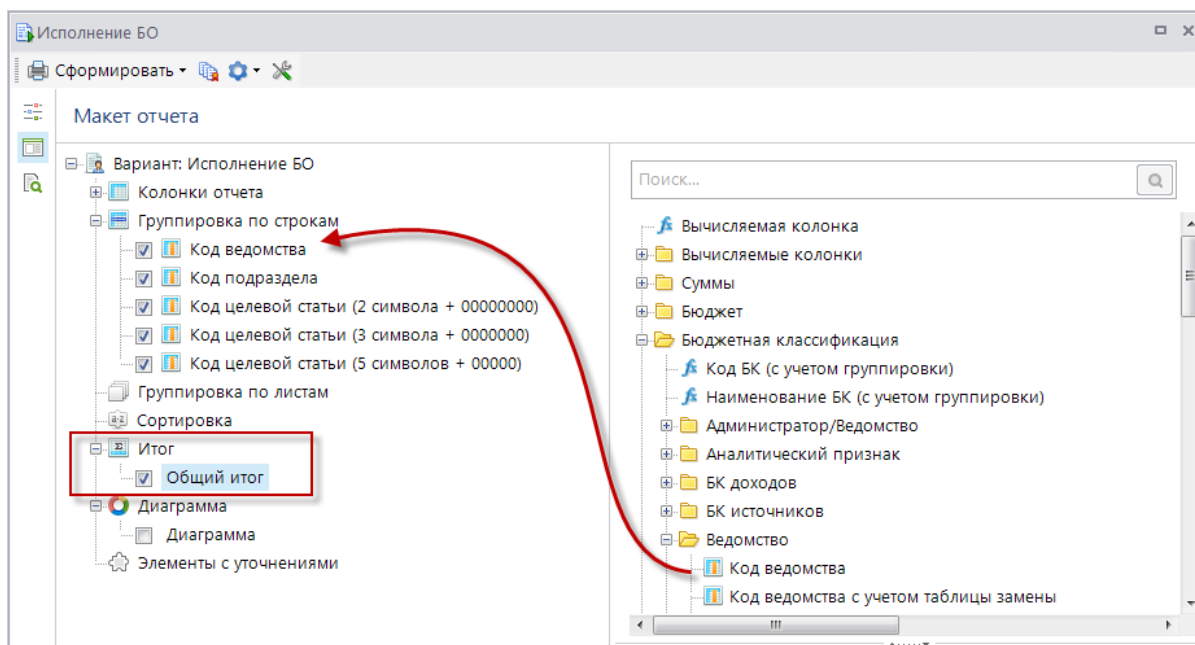 Исполнение БО
Сформировать
Макет отчета
Вариант: Исполнение БО
Колонки отчета
Группировка по строкам
Код ведомства
Код подраздела
Код целевой статьи (2 символа + 00000000)
Код целевой статьи (3 символа + 0000000)
Код целевой статьи (5 символов + 00000)
Группировка по листам
Сортировка
Итог
Общий итог
Диаграмма
Диаграмма
Элементы с уточнениями
Поиск...
Вычисляемая колонка
Вычисляемые колонки
Суммы
Бюджет
Бюджетная классификация
Код БК (с учетом группировки)
Наименование БК (с учетом группировки)
Администратор/Ведомство
Аналитический признак
БК доходов
БК источников
Ведомство
Код ведомства
Код ведомства с учетом таблицы замены